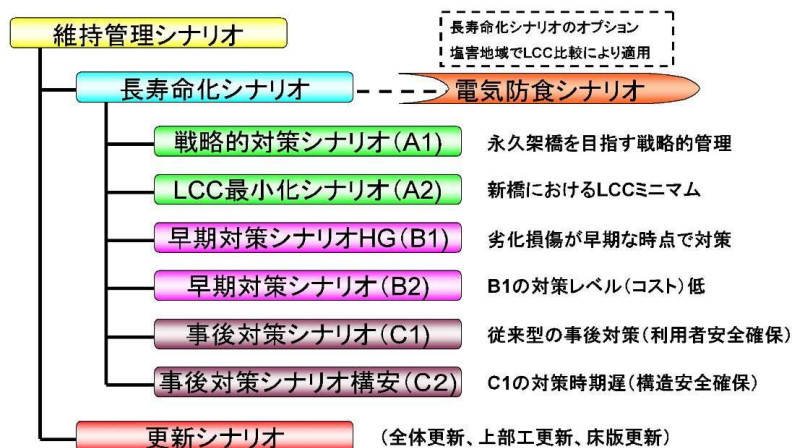 維持管理シナリオ
長寿命化シナリオのオプション
塩害地域でLCC比較により適用
長寿命化シナリオ
電気防食シナリオ
戦略的対策シナリオ(A1)
永久架橋を目指す戦略的管理
LCC最小化シナリオ(A2)
新橋におけるLCCミニマム
早期対策シナリオHG(B1)
劣化損傷が早期な時点で対策
早期対策シナリオ(B2)
B1の対策レベル(コスト)低
事後対策シナリオ(C1)
従来型の事後対策(利用者安全確保)
事後対策シナリオ構安(C2)
C1の対策時期遅(構造安全確保)
更新シナリオ
(全体更新、上部工更新、床版更新)